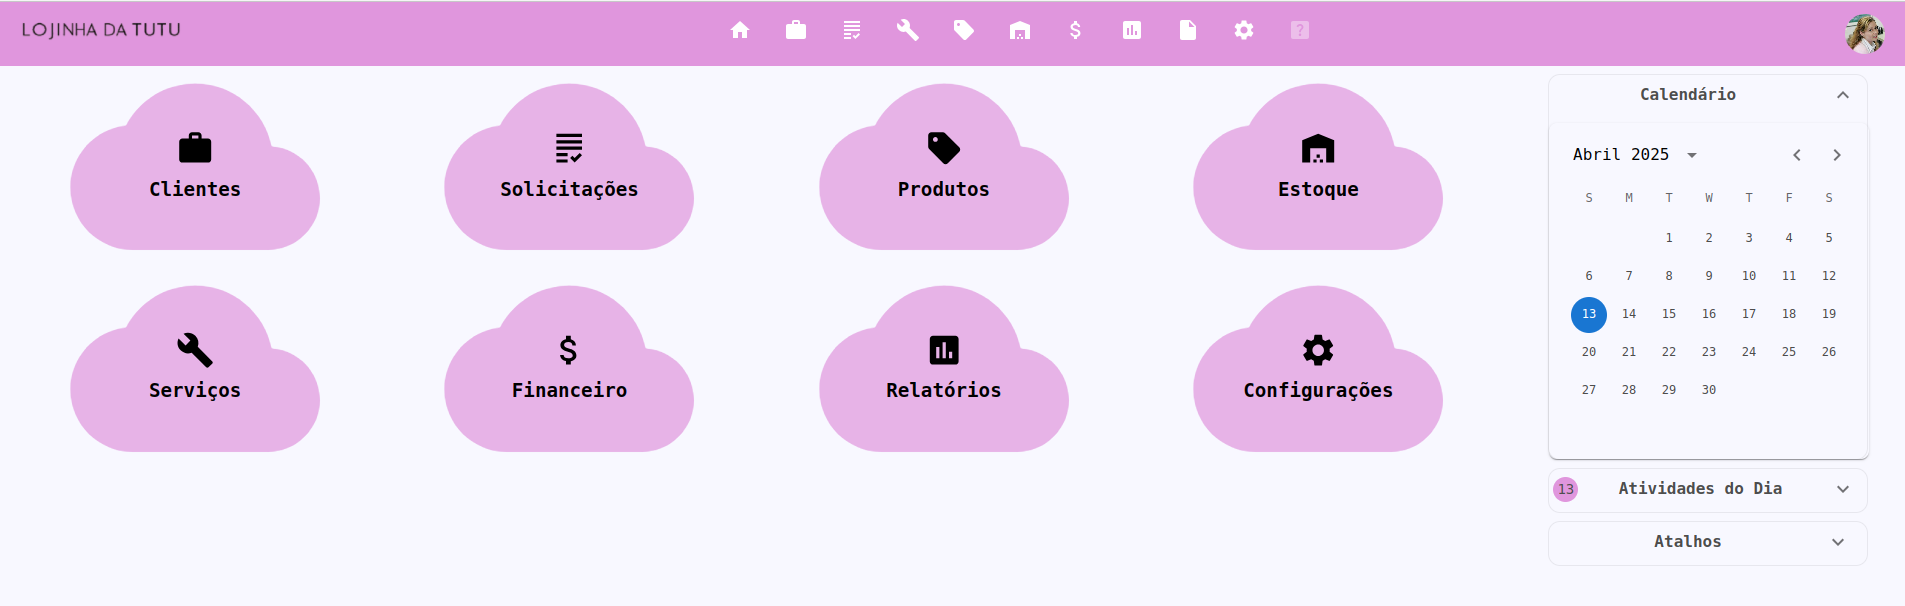 LOJINHA DA TUTU
?
Clientes
Solicitações
Produtos
Estoque
Serviços
Financeiro
Relatórios
Configurações
Calendário
Abril 2025
S M T W T F S
1 2 3 4 5
6 7 8 9 10 11 12
13 14 15 16 17 18 19
20 21 22 23 24 25 26
27 28 29 30
13 Atividades do Dia
Atalhos